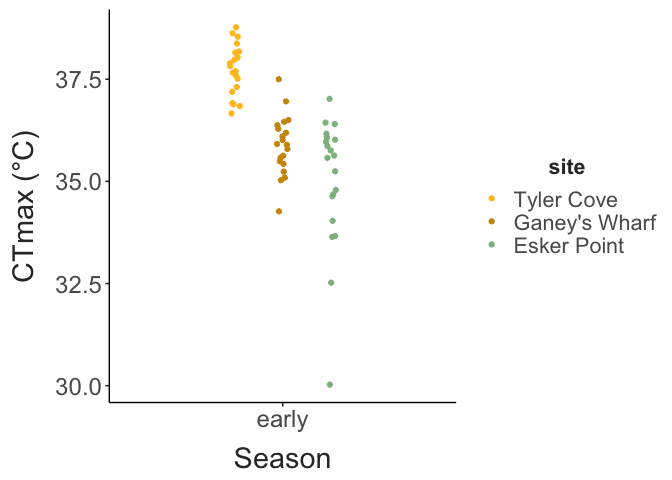 CTmax (°C)
37.5
35.0
32.5
30.0
early
Season
site
Tyler Cove
Ganey's Wharf
Esker Point